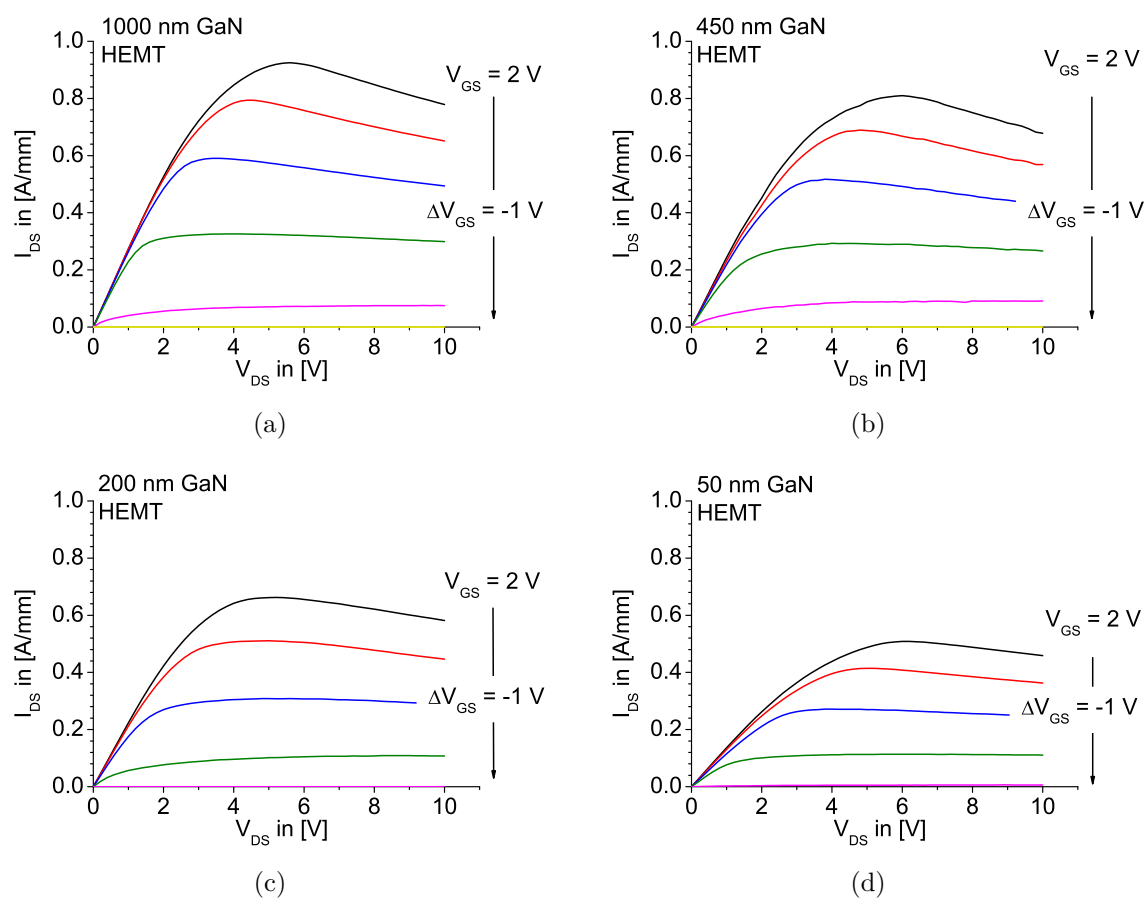 1000 nm GaN
HEMT
V_GS = 2 V
ΔV_GS = -1 V
1.0
0.8
0.6
0.4
0.2
0.0
I_DS in [A/mm]
0 2 4 6 8 10
V_DS in [V]
(a)
450 nm GaN
HEMT
V_GS = 2 V
ΔV_GS = -1 V
1.0
0.8
0.6
0.4
0.2
0.0
I_DS in [A/mm]
0 2 4 6 8 10
V_DS in [V]
(b)
200 nm GaN
HEMT
V_GS = 2 V
ΔV_GS = -1 V
1.0
0.8
0.6
0.4
0.2
0.0
I_DS in [A/mm]
0 2 4 6 8 10
V_DS in [V]
(c)
50 nm GaN
HEMT
V_GS = 2 V
ΔV_GS = -1 V
1.0
0.8
0.6
0.4
0.2
0.0
I_DS in [A/mm]
0 2 4 6 8 10
V_DS in [V]
(d)